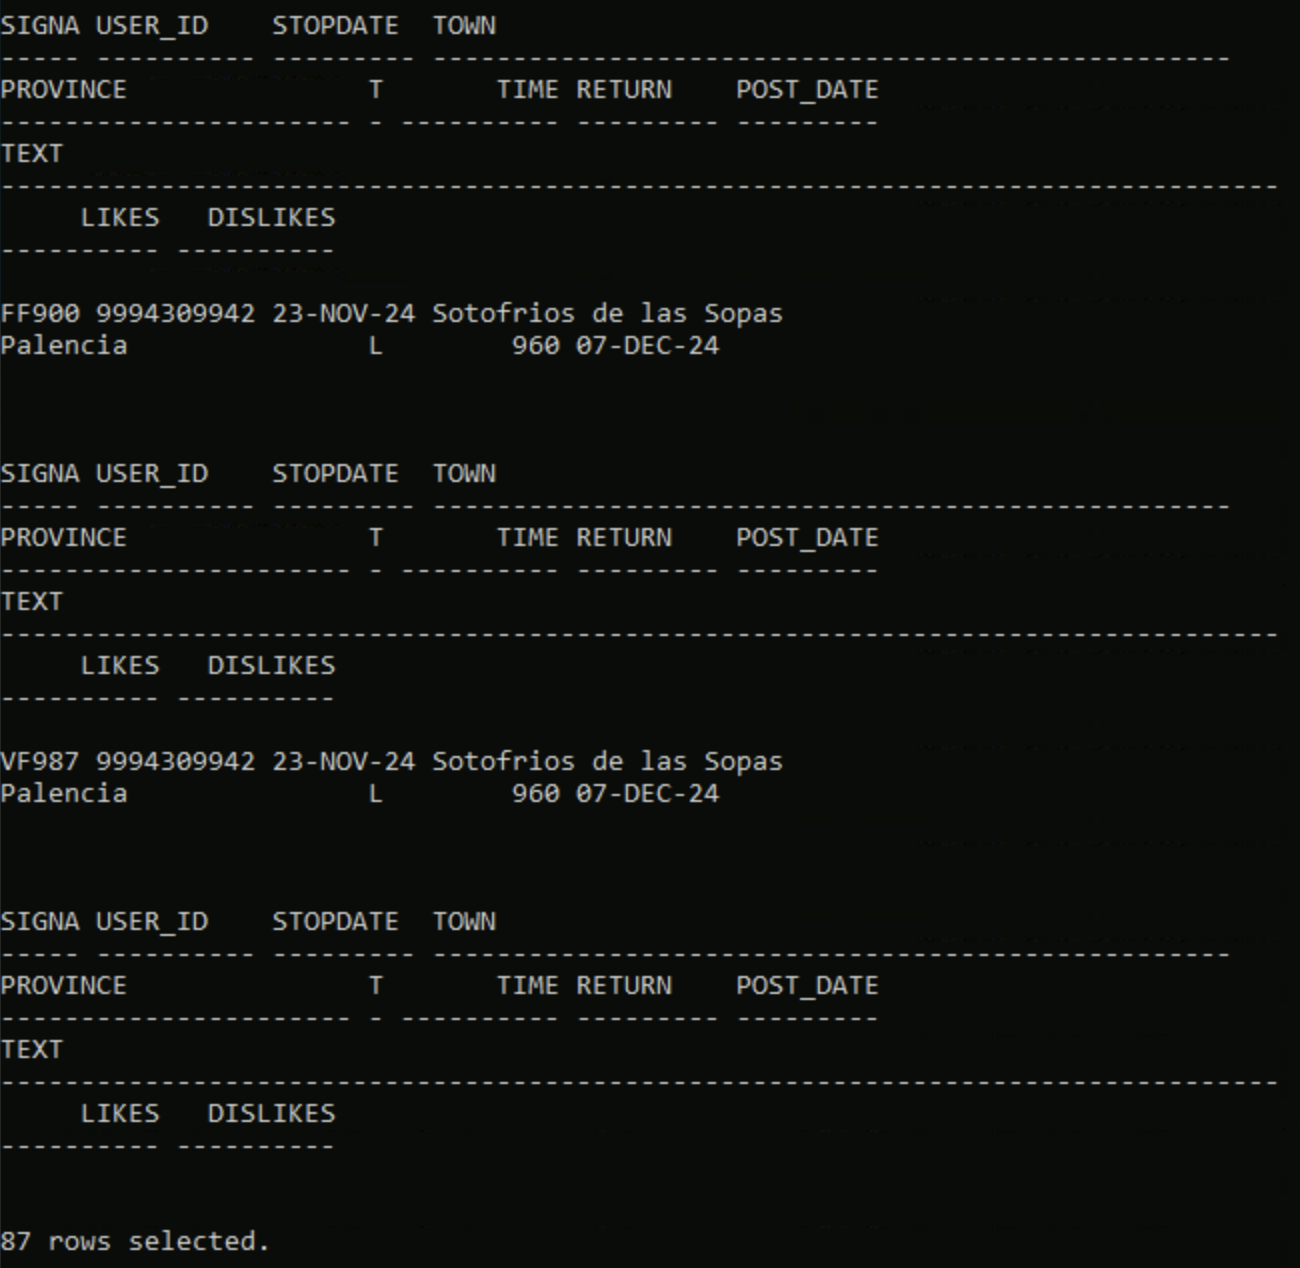 SIGNA USER_ID    STOPDATE  TOWN
----- ---------- --------- --------------------------------------------------
PROVINCE               T       TIME RETURN    POST_DATE
---------------------- - ---------- --------- ---------
TEXT
--------------------------------------------------------------------------------
     LIKES   DISLIKES
---------- ----------
FF900 9994309942 23-NOV-24 Sotofrios de las Sopas
Palencia               L        960 07-DEC-24
SIGNA USER_ID    STOPDATE  TOWN
----- ---------- --------- --------------------------------------------------
PROVINCE               T       TIME RETURN    POST_DATE
---------------------- - ---------- --------- ---------
TEXT
--------------------------------------------------------------------------------
     LIKES   DISLIKES
---------- ----------
VF987 9994309942 23-NOV-24 Sotofrios de las Sopas
Palencia               L        960 07-DEC-24
SIGNA USER_ID    STOPDATE  TOWN
----- ---------- --------- --------------------------------------------------
PROVINCE               T       TIME RETURN    POST_DATE
---------------------- - ---------- --------- ---------
TEXT
--------------------------------------------------------------------------------
     LIKES   DISLIKES
---------- ----------
87 rows selected.